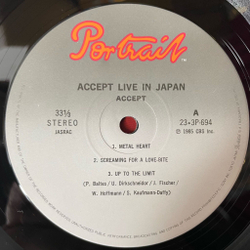 Portrait
ACCEPT LIVE IN JAPAN
ACCEPT
33⅓
STEREO
JASRAC
A
23•3P-694
℗ 1985 CBS Inc.
1. METAL HEART
2. SCREAMING FOR A LOVE-BITE
3. UP TO THE LIMIT
(P. Baltes/U. Dirkschneider/J. Fischer/
W. Hoffmann/S. Kaufmann-Deaffy)